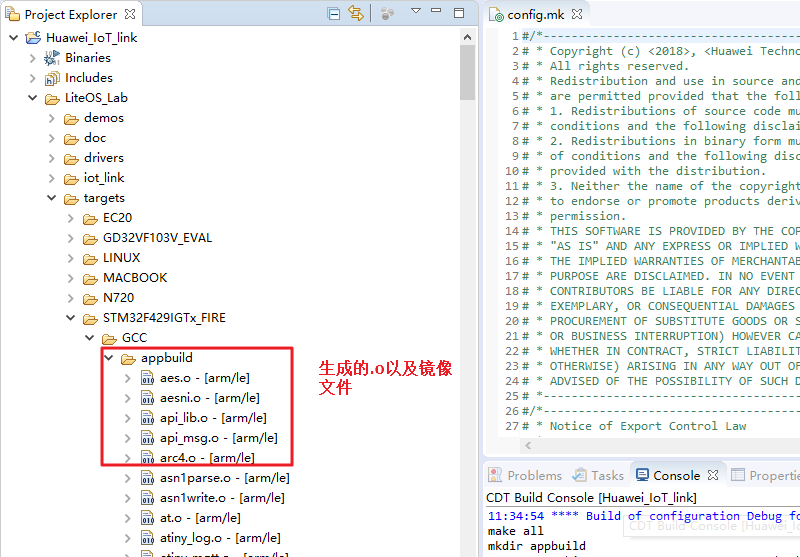 Project Explorer
Huawei_IoT_link
Binaries
Includes
LiteOS_Lab
demos
doc
drivers
iot_link
targets
EC20
GD32VF103V_EVAL
LINUX
MACBOOK
N720
STM32F429IGTx_FIRE
GCC
appbuild
aes.o - [arm/le]
aesni.o - [arm/le]
api_lib.o - [arm/le]
api_msg.o - [arm/le]
arc4.o - [arm/le]
asn1parse.o - [arm/le]
asn1write.o - [arm/le]
at.o - [arm/le]
atiny_log.o - [arm/le]
atiny_mqtt.o - [arm/le]
生成的.o以及镜像
文件
config.mk
1 #/*----------------------------------------
2 # * Copyright (c) <2018>, <Huawei Techno
3 # * All rights reserved.
4 # * Redistribution and use in source and
5 # * are permitted provided that the foll
6 # * 1. Redistributions of source code mu
7 # * conditions and the following disclai
8 # * 2. Redistributions in binary form mu
9 # * of conditions and the following disc
10 # * provided with the distribution.
11 # * 3. Neither the name of the copyright
12 # * to endorse or promote products deriv
13 # * permission.
14 # * THIS SOFTWARE IS PROVIDED BY THE COP
15 # * "AS IS" AND ANY EXPRESS OR IMPLIED W
16 # * THE IMPLIED WARRANTIES OF MERCHANTAB
17 # * PURPOSE ARE DISCLAIMED. IN NO EVENT
18 # * CONTRIBUTORS BE LIABLE FOR ANY DIREC
19 # * EXEMPLARY, OR CONSEQUENTIAL DAMAGES
20 # * PROCUREMENT OF SUBSTITUTE GOODS OR S
21 # * OR BUSINESS INTERRUPTION) HOWEVER CA
22 # * WHETHER IN CONTRACT, STRICT LIABILIT
23 # * OTHERWISE) ARISING IN ANY WAY OUT OF
24 # * ADVISED OF THE POSSIBILITY OF SUCH D
25 # *----------------------------------------
26 #/*----------------------------------------
27 # * Notice of Export Control Law
Problems Tasks Console Properti
CDT Build Console [Huawei_IoT_link]
11:34:54 **** Build of configuration Debug fo
CDT Build Console [Huawei_Io
make all
mkdir appbuild